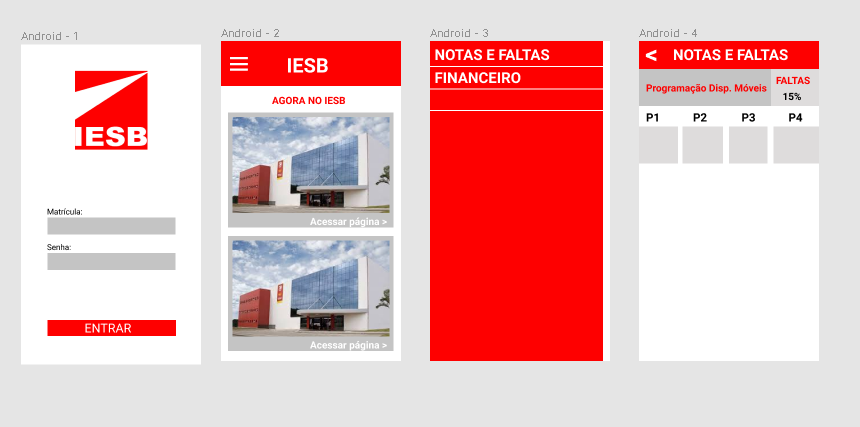 Android - 1
IESB
Matrícula:
Senha:
ENTRAR
Android - 2
IESB
AGORA NO IESB
Acessar página >
Acessar página >
Android - 3
NOTAS E FALTAS
FINANCEIRO
Android - 4
< NOTAS E FALTAS
Programação Disp. Móveis
FALTAS
15%
P1 P2 P3 P4